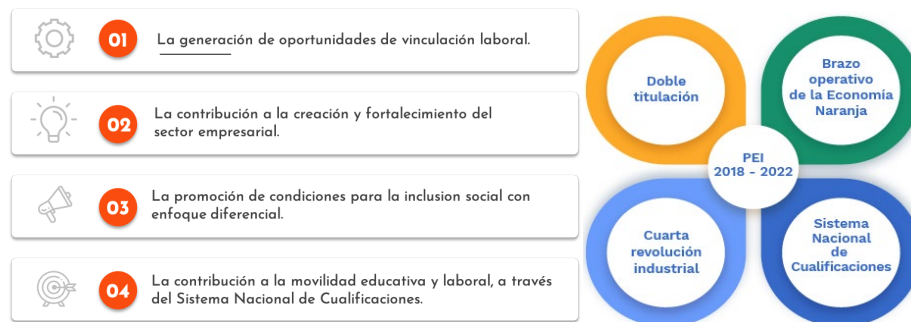 01
La generación de oportunidades de vinculación laboral.
02
La contribución a la creación y fortalecimiento del
sector empresarial.
03
La promoción de condiciones para la inclusion social con
enfoque diferencial.
04
La contribución a la movilidad educativa y laboral, a través
del Sistema Nacional de Cualificaciones.
Doble
titulación
Brazo
operativo
de la Economía
Naranja
PEI
2018 - 2022
Cuarta
revolución
industrial
Sistema
Nacional
de
Cualificaciones